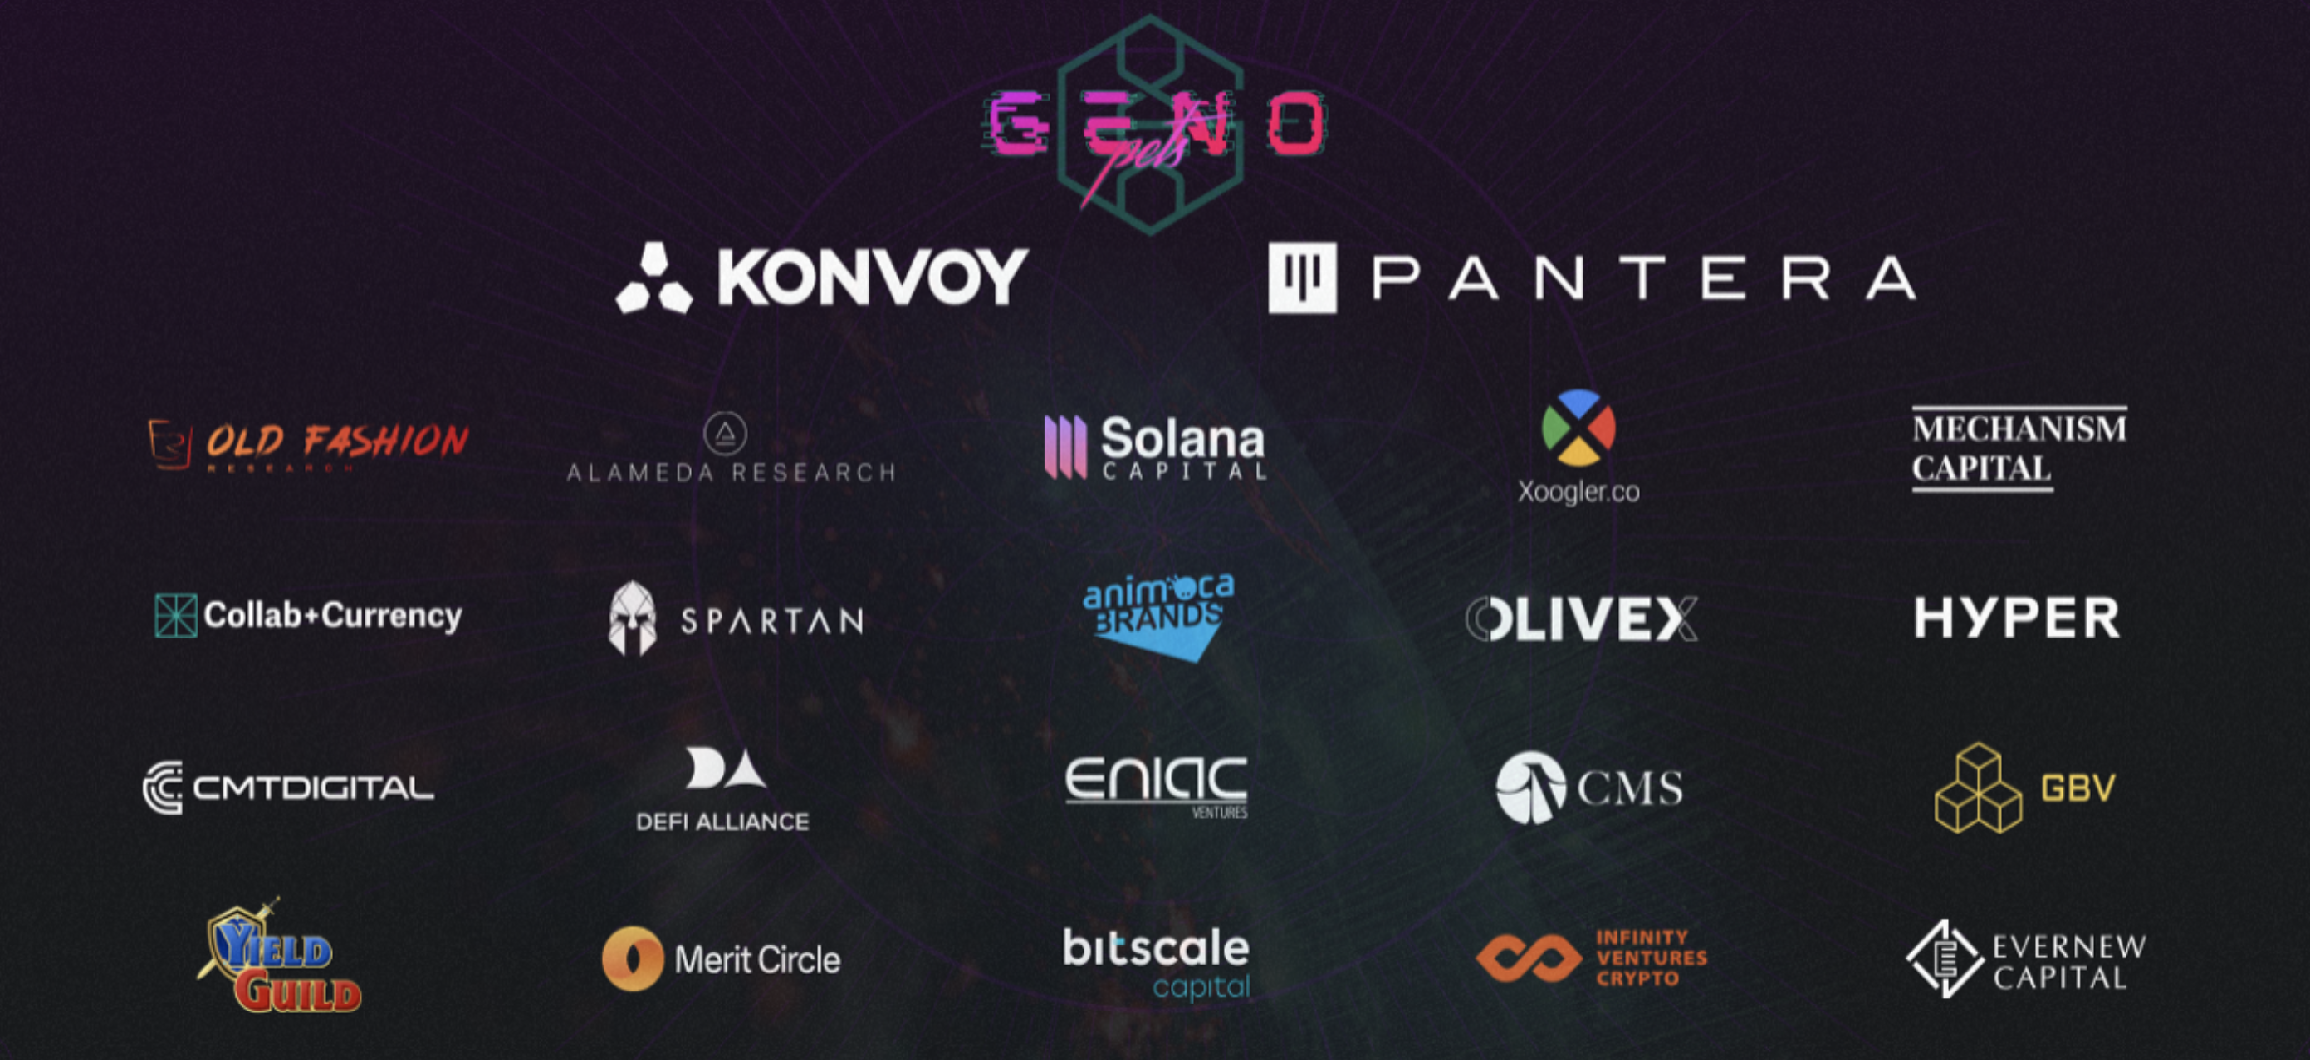 GENO
pets
KONVOY
PANTERA
OLD FASHION
RESEARCH
ALAMEDA RESEARCH
Solana
CAPITAL
Xoogler.co
MECHANISM
CAPITAL
Collab+Currency
SPARTAN
animoca
BRANDS
OLIVEX
HYPER
CMTDIGITAL
DA
DEFI ALLIANCE
ENIAC
VENTURES
CMS
GBV
YIELD
GUILD
Merit Circle
bitscale
capital
INFINITY
VENTURES
CRYPTO
EVERNEW
CAPITAL